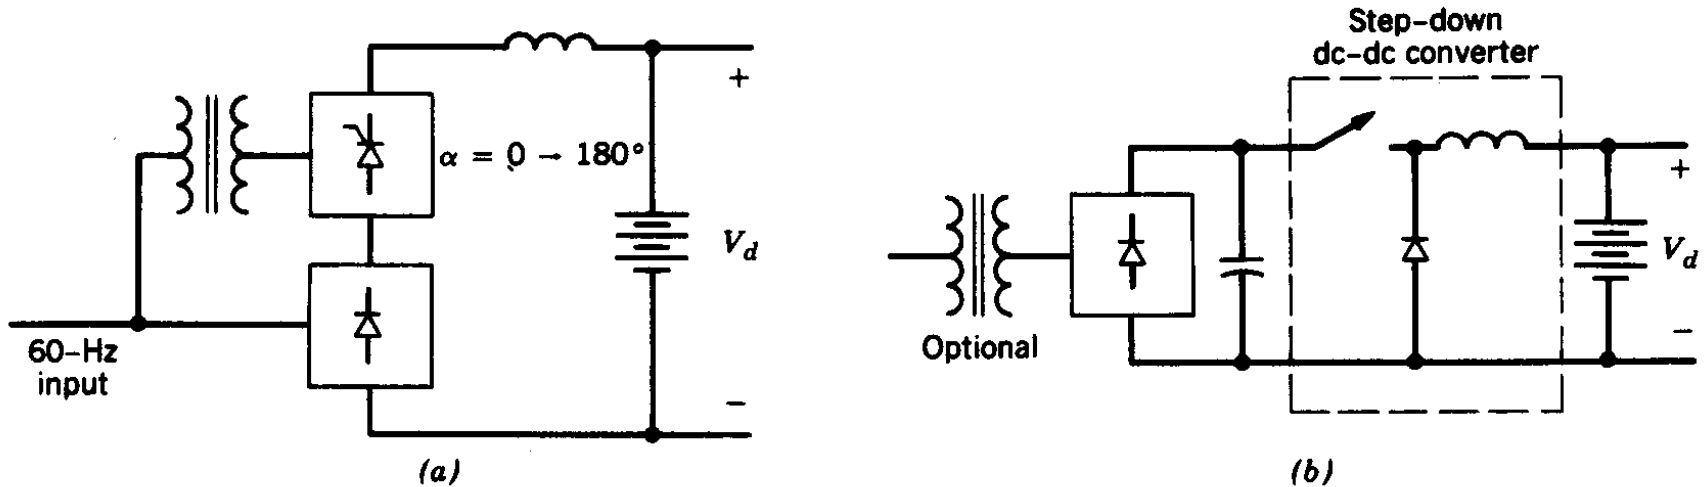 +
α = 0 → 180°
V_d
60-Hz
input
−
(a)
Step-down
dc-dc converter
+
V_d
Optional
−
(b)